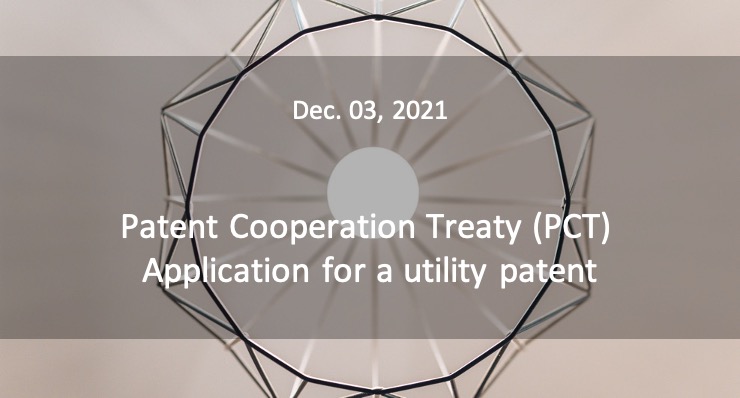 Dec. 03, 2021
Patent Cooperation Treaty (PCT)
Application for a utility patent